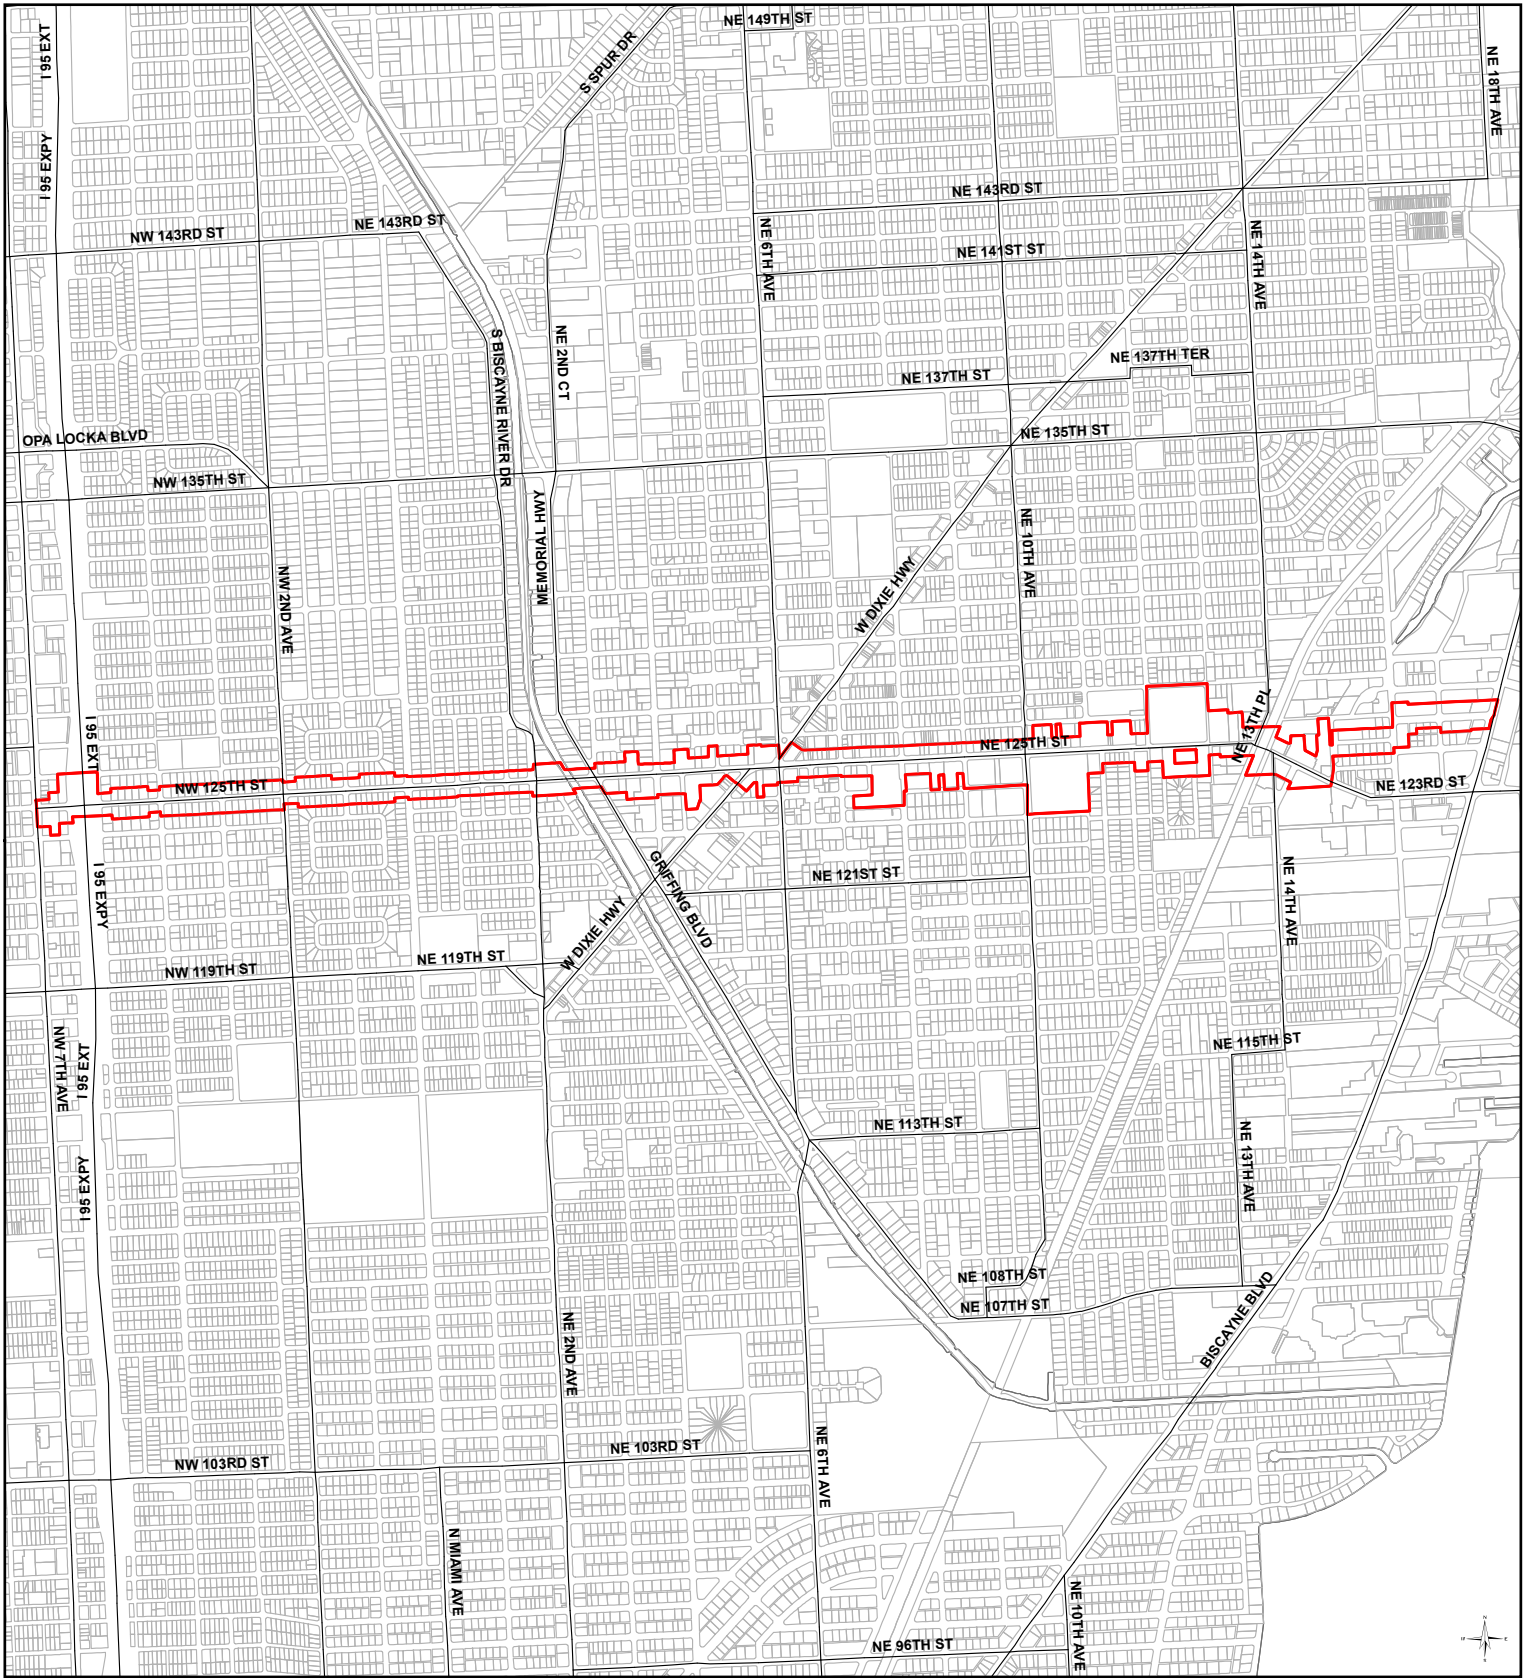 NE 149TH ST
I 95 EXT
S SPUR DR
NE 18TH AVE
I 95 EXPY
NE 143RD ST
NE 143RD ST
NW 143RD ST
NE 6TH AVE
NE 14TH AVE
NE 141ST ST
S BISCAYNE RIVER DR
NE 2ND CT
NE 137TH TER
NE 137TH ST
OPA LOCKA BLVD
NE 135TH ST
NW 135TH ST
MEMORIAL HWY
NE 10TH AVE
NW 2ND AVE
W DIXIE HWY
NE 13TH PL
I 95 EXT
NE 125TH ST
NW 125TH ST
NE 123RD ST
I 95 EXPY
GRIFFING BLVD
NE 121ST ST
NE 14TH AVE
W DIXIE HWY
NE 119TH ST
NW 119TH ST
NW 7TH AVE
I 95 EXT
NE 115TH ST
NE 113TH ST
NE 13TH AVE
I 95 EXPY
NE 108TH ST
NE 107TH ST
BISCAYNE BLVD
NE 2ND AVE
NE 103RD ST
NE 6TH AVE
NW 103RD ST
N MIAMI AVE
NE 10TH AVE
NE 96TH ST
N
E
S